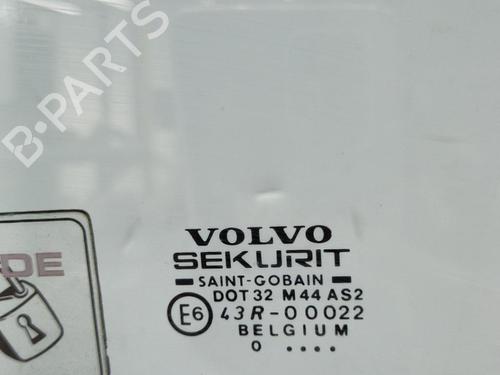 B-PARTS
DE
VOLVO
SEKURIT
SAINT-GOBAIN
DOT 32 M44 AS2
E6 43R-00022
BELGIUM
0 ....